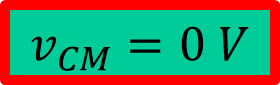 v_CM = 0 V